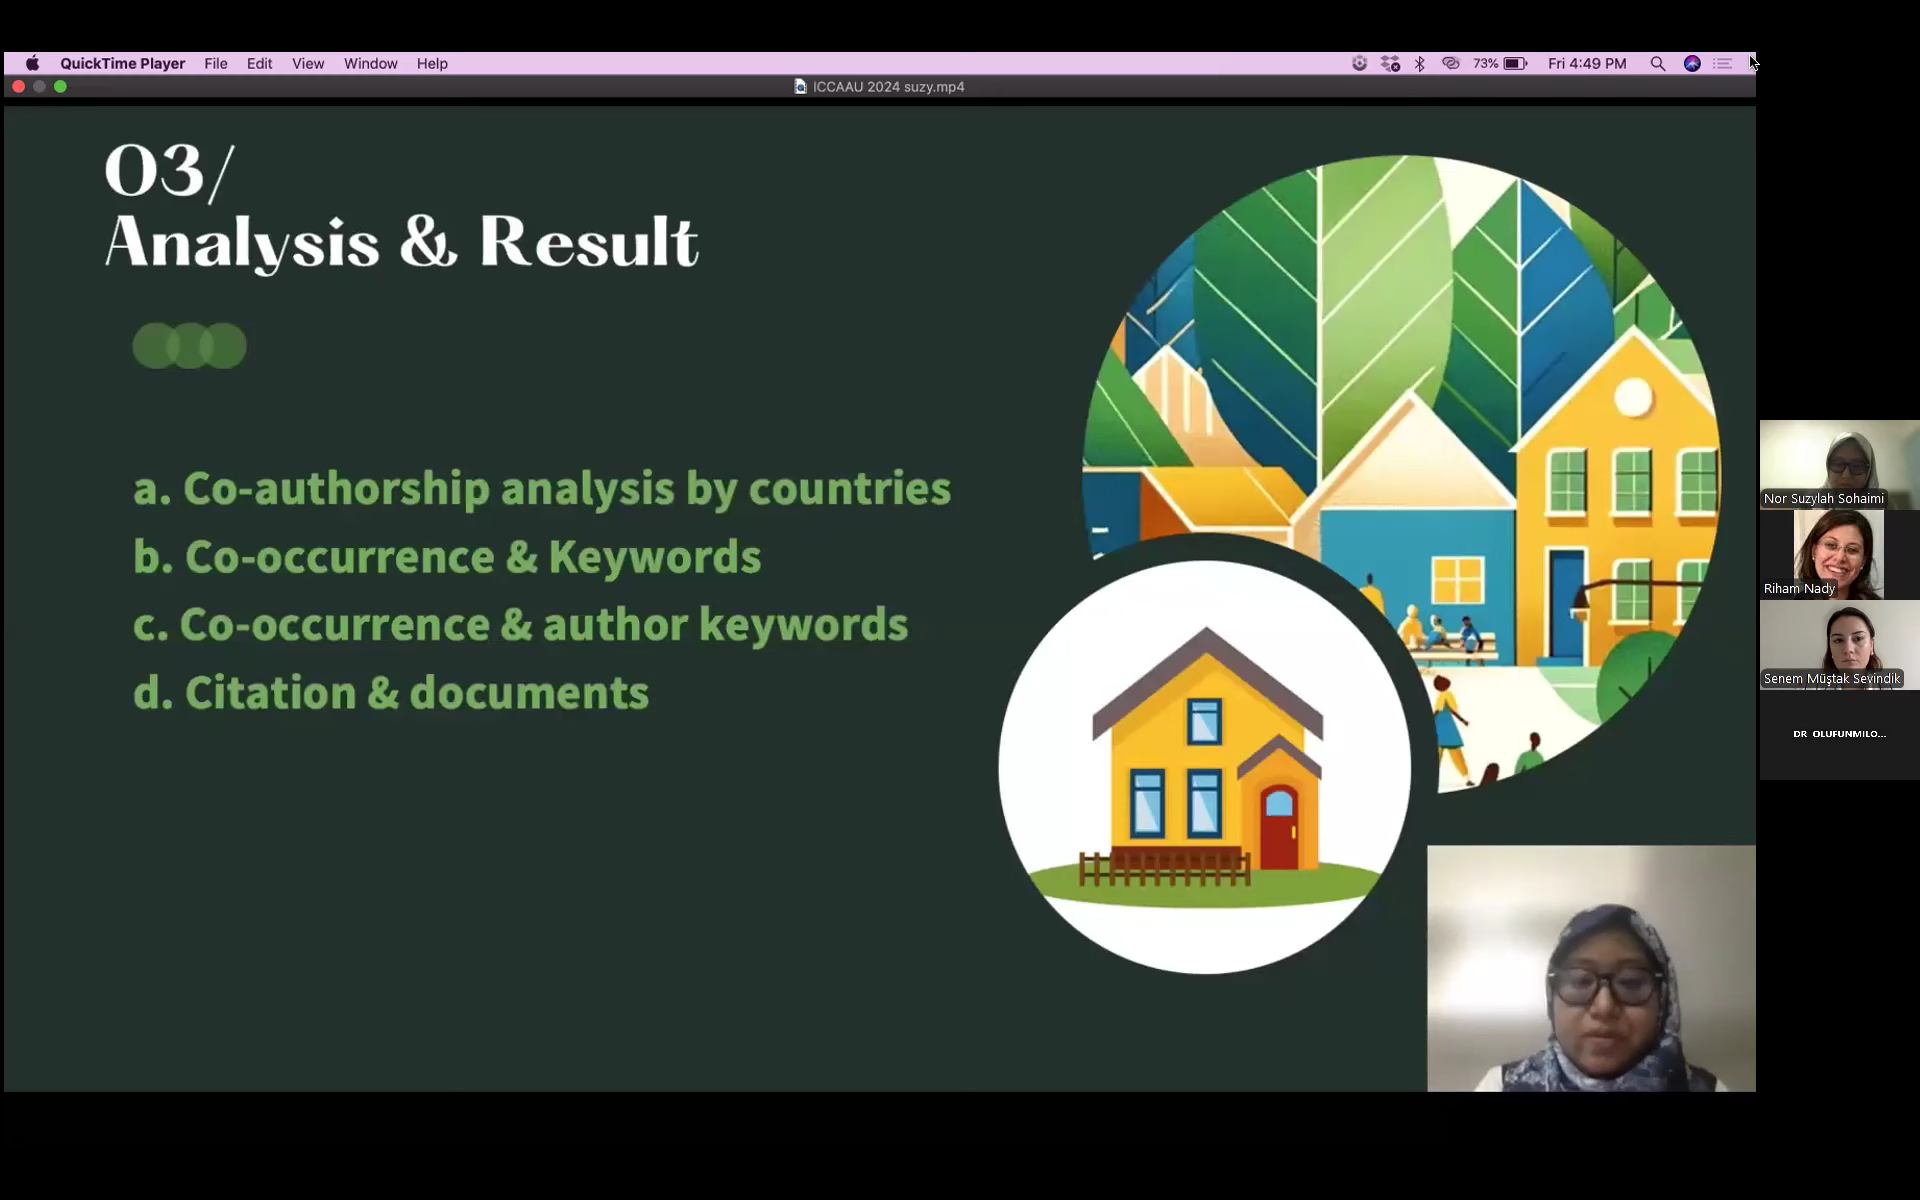 QuickTime Player File Edit View Window Help
73% Fri 4:49 PM
ICCAAU 2024 suzy.mp4
03/
Analysis & Result
a. Co-authorship analysis by countries
b. Co-occurrence & Keywords
c. Co-occurrence & author keywords
d. Citation & documents
Nor Suzylah Sohaimi
Riham Nady
Senem Müştak Sevindik
DR OLUFUNMILO...